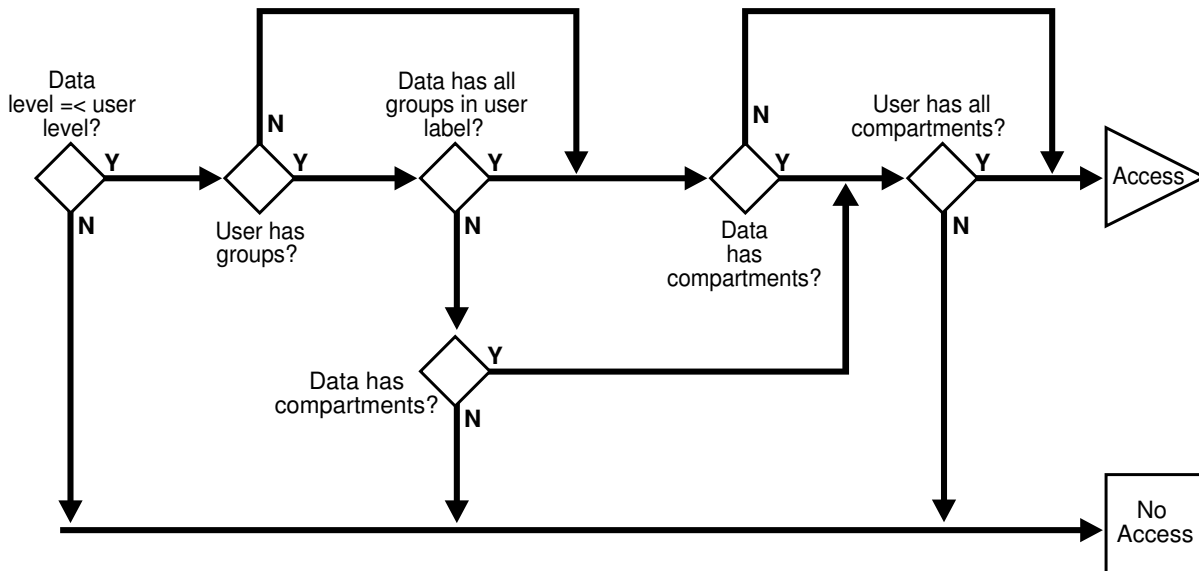 Data
level =< user
level?
Y
N
User has
groups?
N
Y
Data has all
groups in user
label?
Y
N
Data has
compartments?
Y
N
Data
has
compartments?
N
Y
User has all
compartments?
Y
N
Access
No
Access